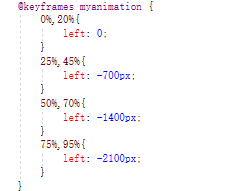 @keyframes myanimation {
0%,20%{
left: 0;
}
25%,45%{
left: -700px;
}
50%,70%{
left: -1400px;
}
75%,95%{
left: -2100px;
}
}